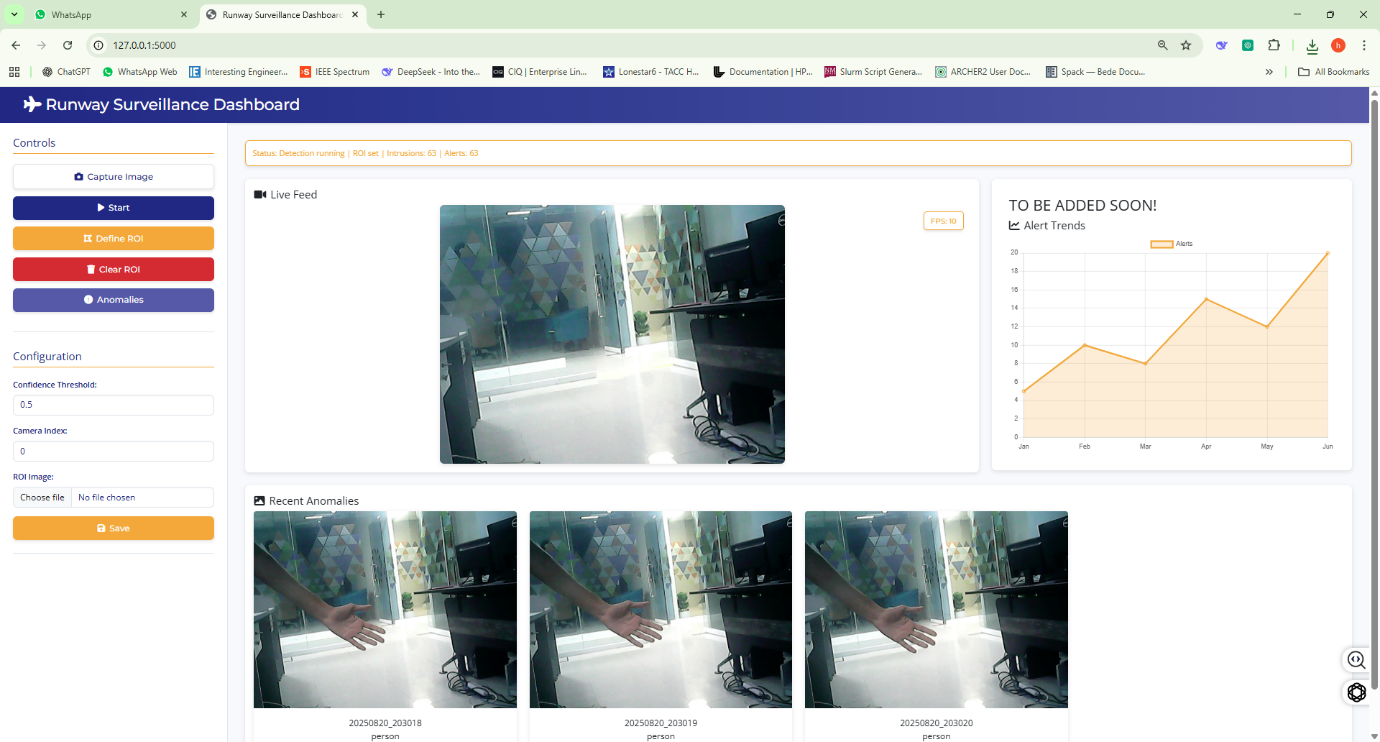 WhatsApp
Runway Surveillance Dashboard
127.0.0.1:5000
h
ChatGPT
WhatsApp Web
Interesting Engineer...
IEEE Spectrum
DeepSeek - Into the...
CIQ | Enterprise Lin...
Lonestar6 - TACC H...
Documentation | HP...
Slurm Script Genera...
ARCHER2 User Doc...
Spack — Bede Docu...
All Bookmarks
Runway Surveillance Dashboard
Controls
Capture Image
Start
Define ROI
Clear ROI
Anomalies
Configuration
Confidence Threshold:
0.5
Camera Index:
0
ROI Image:
Choose file No file chosen
Save
Status: Detection running | ROI set | Intrusions: 63 | Alerts: 63
Live Feed
FPS: 10
TO BE ADDED SOON!
Alert Trends
Alerts
20
18
16
14
12
10
8
6
4
2
0
Jan Feb Mar Apr May Jun
Recent Anomalies
20250820_203018
person
20250820_203019
person
20250820_203020
person